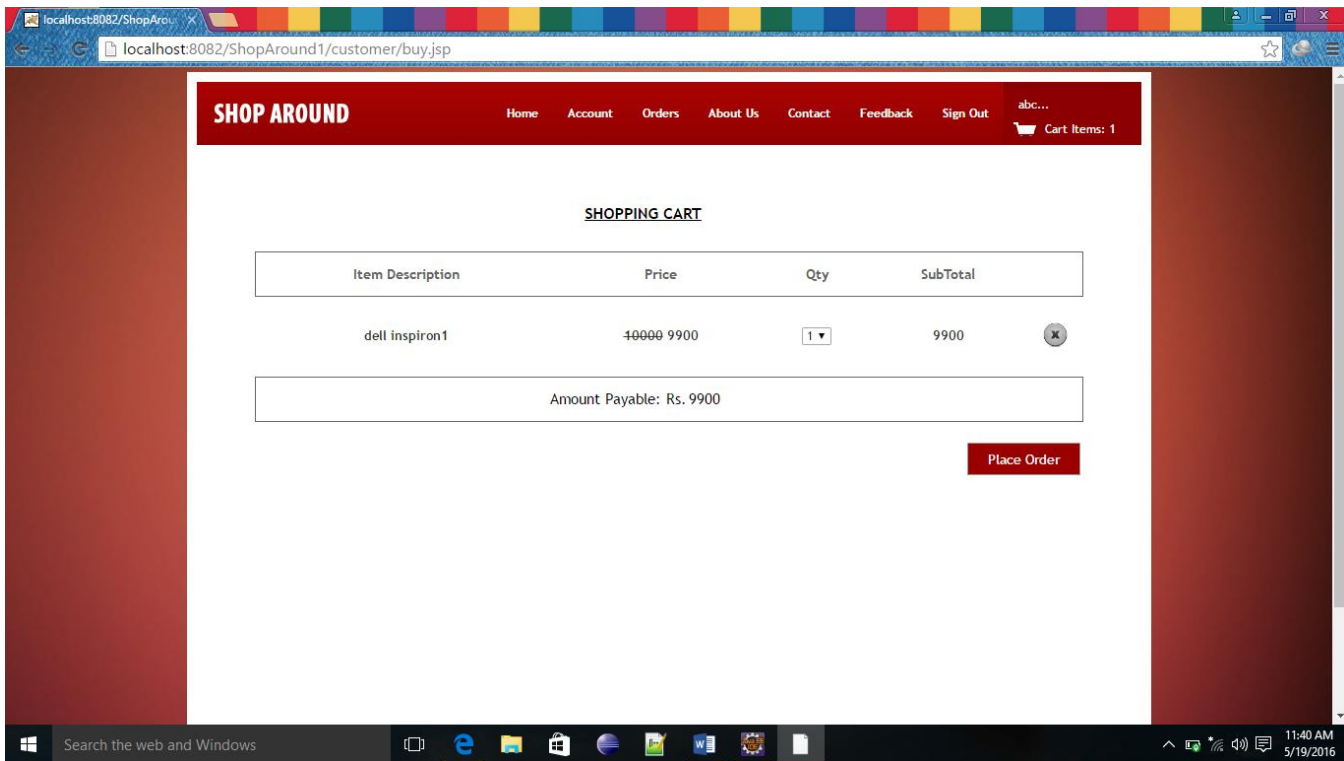 localhost:8082/ShopArou
localhost:8082/ShopAround1/customer/buy.jsp
SHOP AROUND
Home Account Orders About Us Contact Feedback Sign Out
abc...
Cart Items: 1
SHOPPING CART
Item Description Price Qty SubTotal
dell inspiron1 10000 9900 1 9900 x
Amount Payable: Rs. 9900
Place Order
Search the web and Windows
11:40 AM
5/19/2016